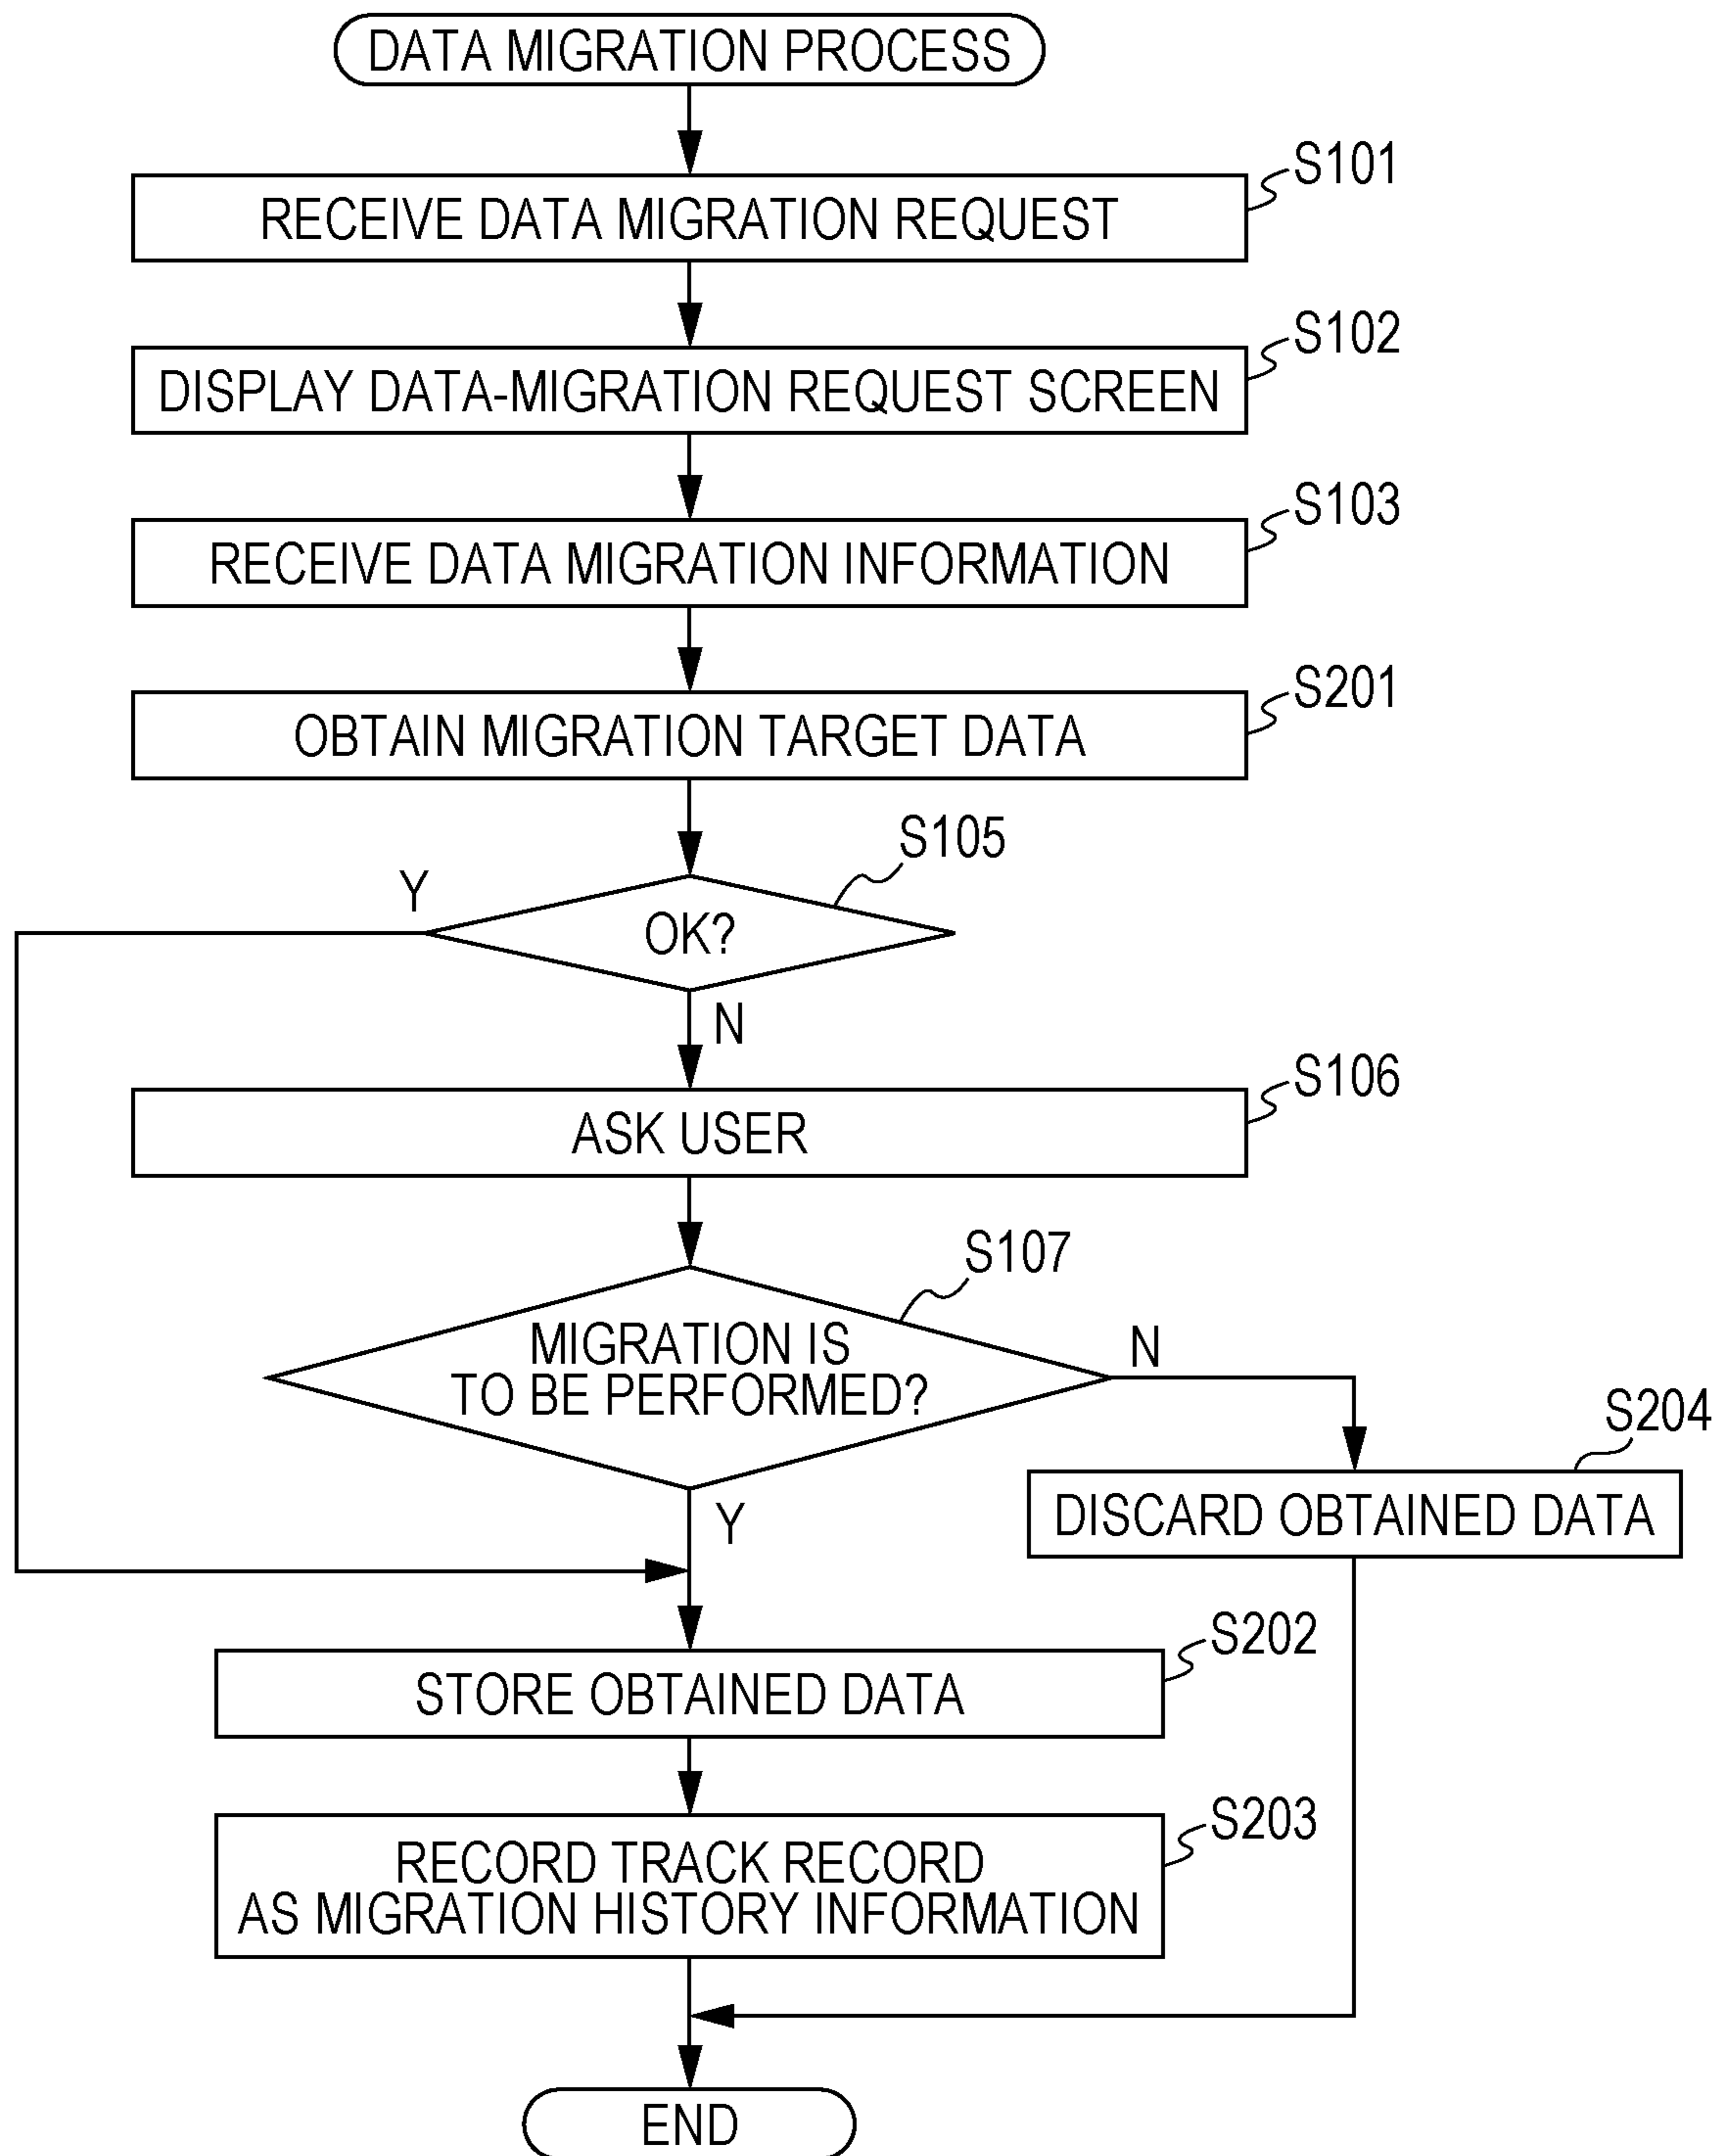 DATA MIGRATION PROCESS
S101
RECEIVE DATA MIGRATION REQUEST
S102
DISPLAY DATA-MIGRATION REQUEST SCREEN
S103
RECEIVE DATA MIGRATION INFORMATION
S201
OBTAIN MIGRATION TARGET DATA
S105
Y
OK?
N
S106
ASK USER
S107
MIGRATION IS
TO BE PERFORMED?
N
S204
DISCARD OBTAINED DATA
Y
S202
STORE OBTAINED DATA
S203
RECORD TRACK RECORD
AS MIGRATION HISTORY INFORMATION
END